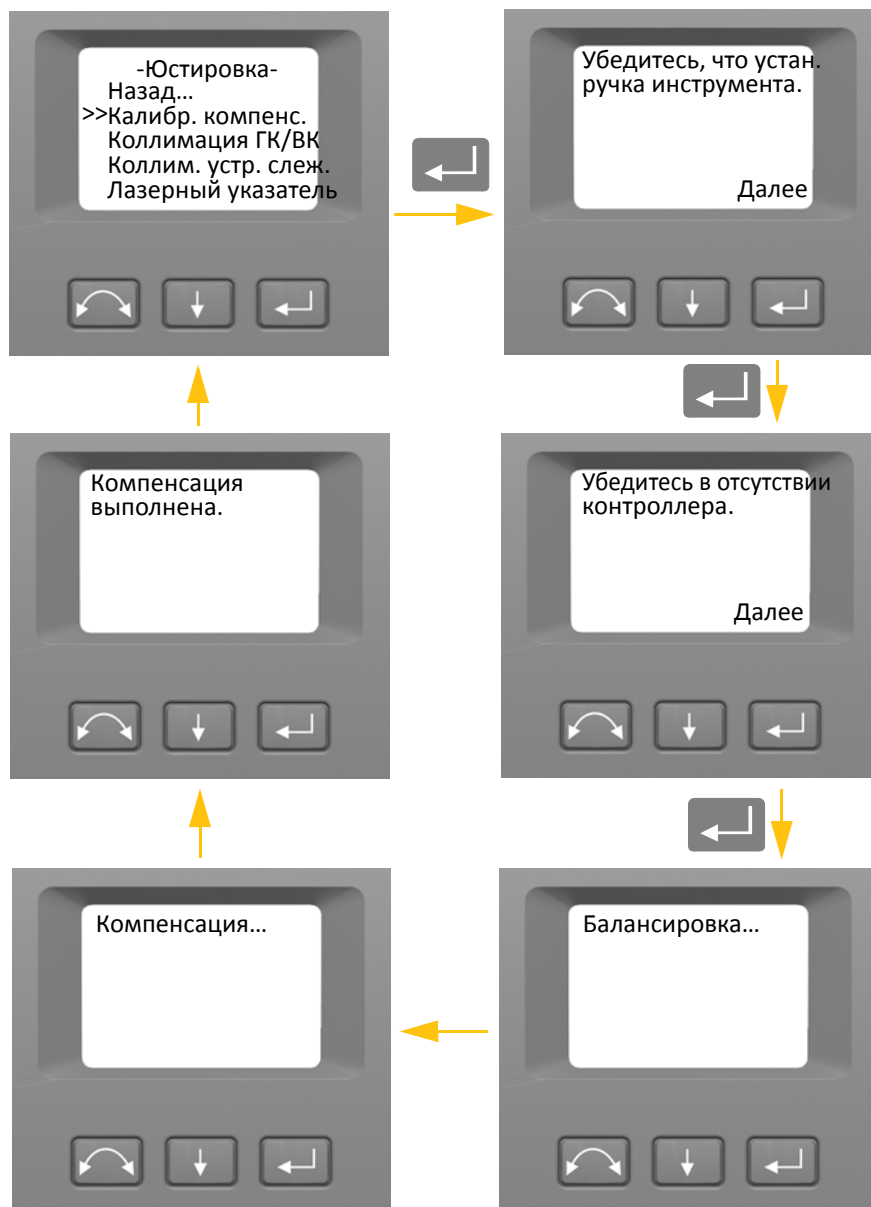 -Юстировка-
Назад...
>>Калибр. компенс.
Коллимация ГК/ВК
Коллим. устр. слеж.
Лазерный указатель
Убедитесь, что устан.
ручка инструмента.
Далее
Убедитесь в отсутствии
контроллера.
Далее
Балансировка...
Компенсация...
Компенсация
выполнена.